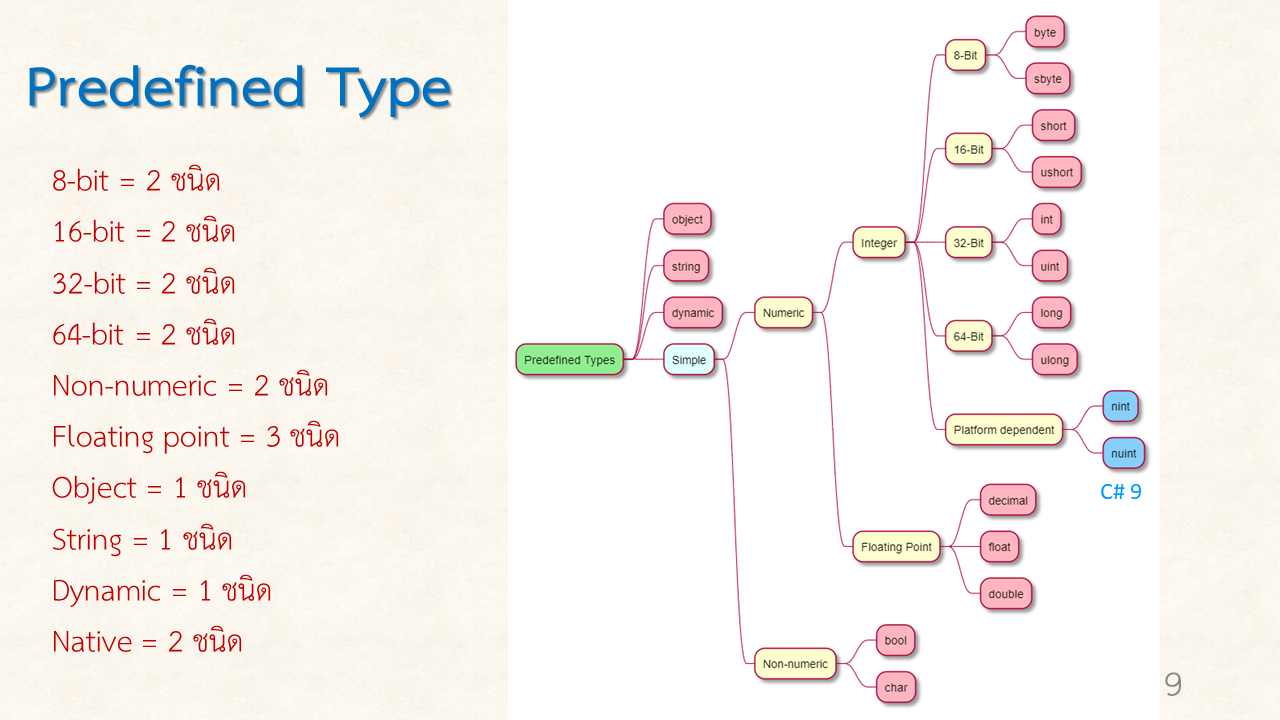 Predefined Type
8-bit = 2 ชนิด
16-bit = 2 ชนิด
32-bit = 2 ชนิด
64-bit = 2 ชนิด
Non-numeric = 2 ชนิด
Floating point = 3 ชนิด
Object = 1 ชนิด
String = 1 ชนิด
Dynamic = 1 ชนิด
Native = 2 ชนิด
Predefined Types
object
string
dynamic
Simple
Numeric
Integer
8-Bit
byte
sbyte
16-Bit
short
ushort
32-Bit
int
uint
64-Bit
long
ulong
Platform dependent
nint
nuint
C# 9
Floating Point
decimal
float
double
Non-numeric
bool
char
9